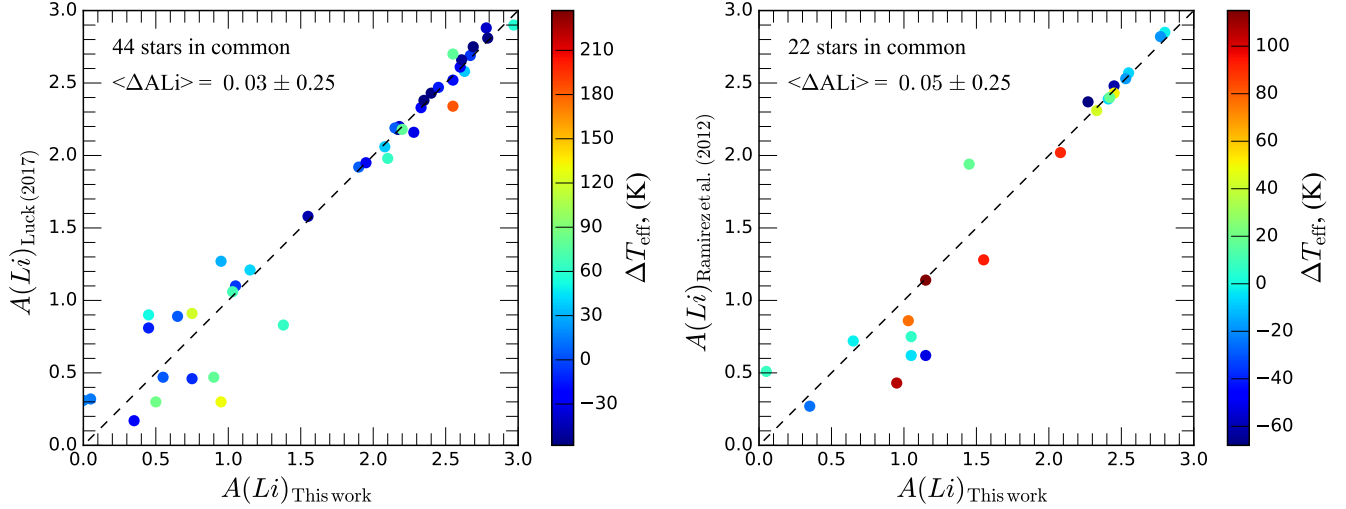 44 stars in common
<ΔALi> = 0.03 ± 0.25
A(Li)Luck (2017)
3.0
2.5
2.0
1.5
1.0
0.5
0.0
0.0 0.5 1.0 1.5 2.0 2.5 3.0
A(Li)This work
210
180
150
120
90
60
30
0
−30
ΔTeff, (K)
22 stars in common
<ΔALi> = 0.05 ± 0.25
A(Li)Ramirez et al. (2012)
3.0
2.5
2.0
1.5
1.0
0.5
0.0
0.0 0.5 1.0 1.5 2.0 2.5 3.0
A(Li)This work
100
80
60
40
20
0
−20
−40
−60
ΔTeff, (K)